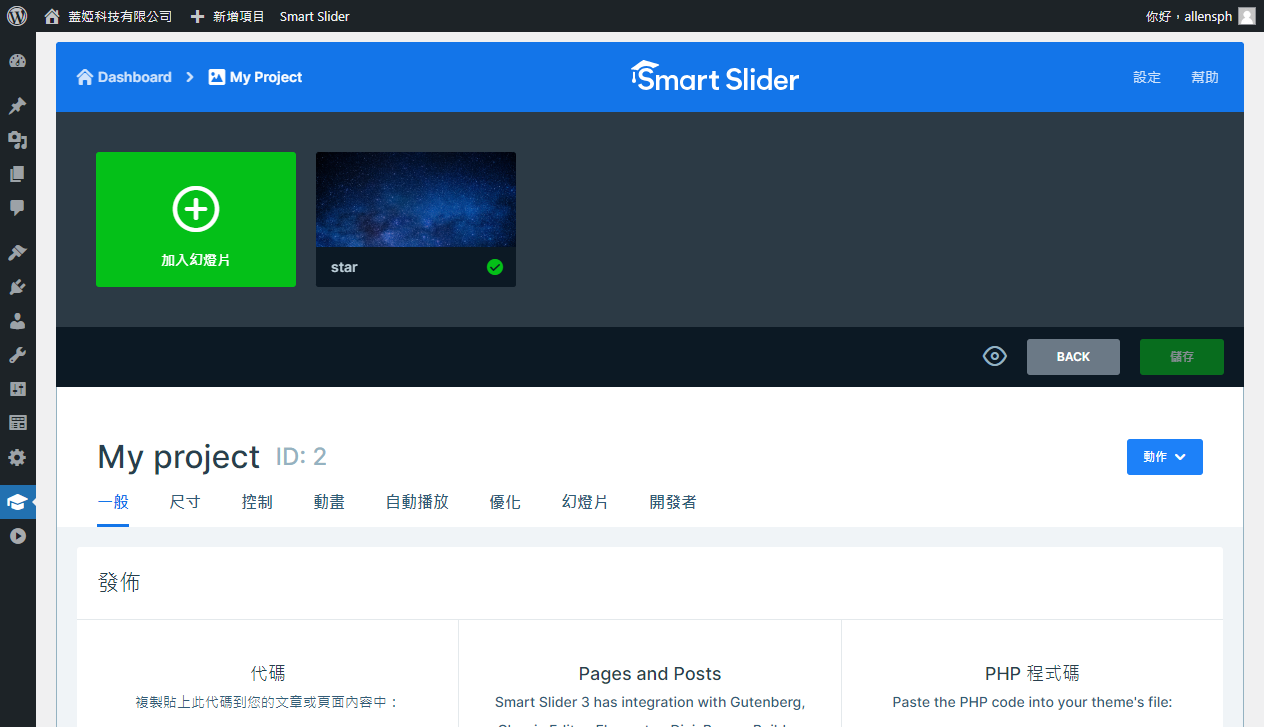 蓋婭科技有限公司 新增項目 Smart Slider 你好，allensph
Dashboard My Project Smart Slider 設定 幫助
加入幻燈片
star
BACK 儲存
My project ID: 2 動作
一般 尺寸 控制 動畫 自動播放 優化 幻燈片 開發者
發佈
代碼 Pages and Posts PHP 程式碼
複製貼上此代碼到您的文章或頁面內容中： Smart Slider 3 has integration with Gutenberg, Paste the PHP code into your theme's file: